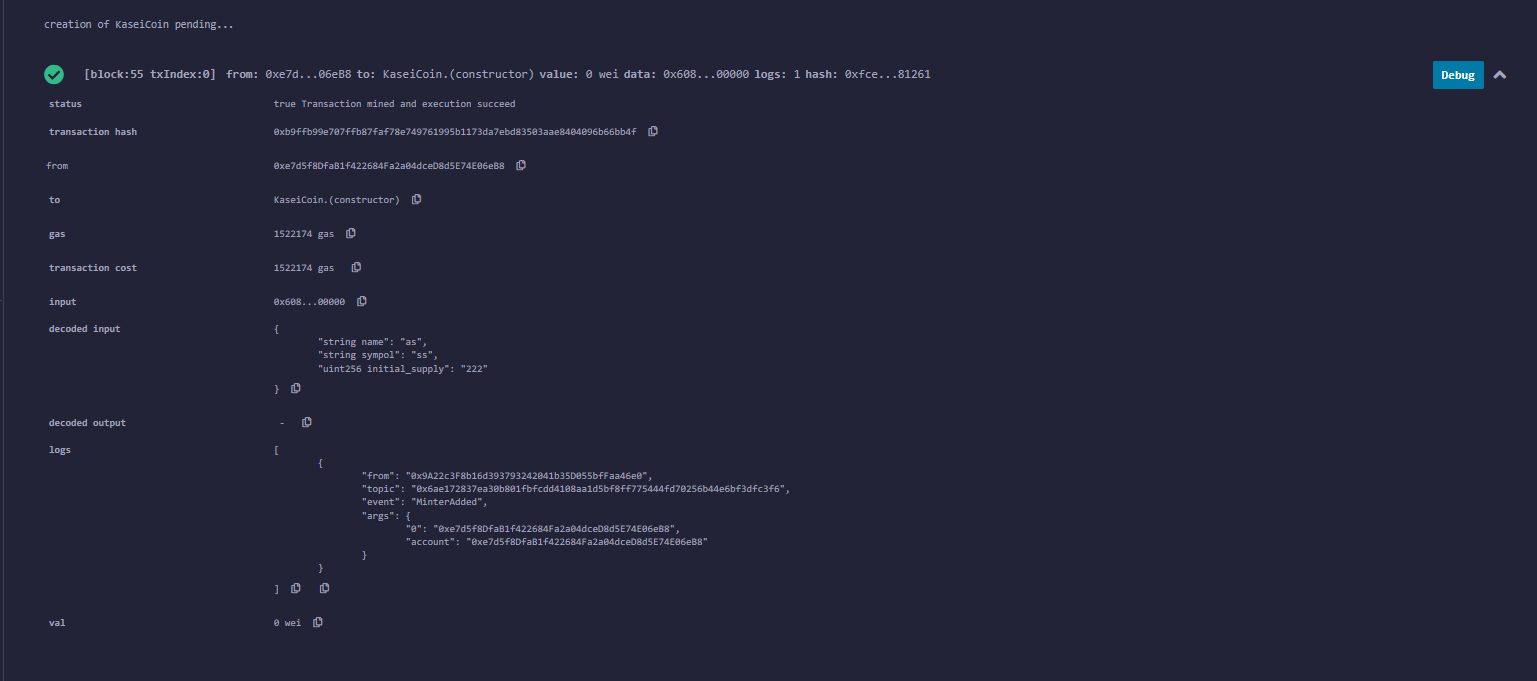 creation of KaseiCoin pending...
[block:55 txIndex:0] from: 0xe7d...06eB8 to: KaseiCoin.(constructor) value: 0 wei data: 0x608...00000 logs: 1 hash: 0xfce...81261
Debug
status true Transaction mined and execution succeed
transaction hash 0xb9ffb99e707ffb87faf78e749761995b1173da7ebd83503aae8404096b66bb4f
from 0xe7d5f8DfaB1f422684Fa2a04dceD8d5E74E06eB8
to KaseiCoin.(constructor)
gas 1522174 gas
transaction cost 1522174 gas
input 0x608...00000
decoded input {
"string name": "as",
"string sympol": "ss",
"uint256 initial_supply": "222"
}
decoded output -
logs [
{
"from": "0x9A22c3F8b16d393793242041b35D055bfFaa46e0",
"topic": "0x6ae172837ea30b801fbfcdd4108aa1d5bf8ff775444fd70256b44e6bf3dfc3f6",
"event": "MinterAdded",
"args": {
"0": "0xe7d5f8DfaB1f422684Fa2a04dceD8d5E74E06eB8",
"account": "0xe7d5f8DfaB1f422684Fa2a04dceD8d5E74E06eB8"
}
}
]
val 0 wei